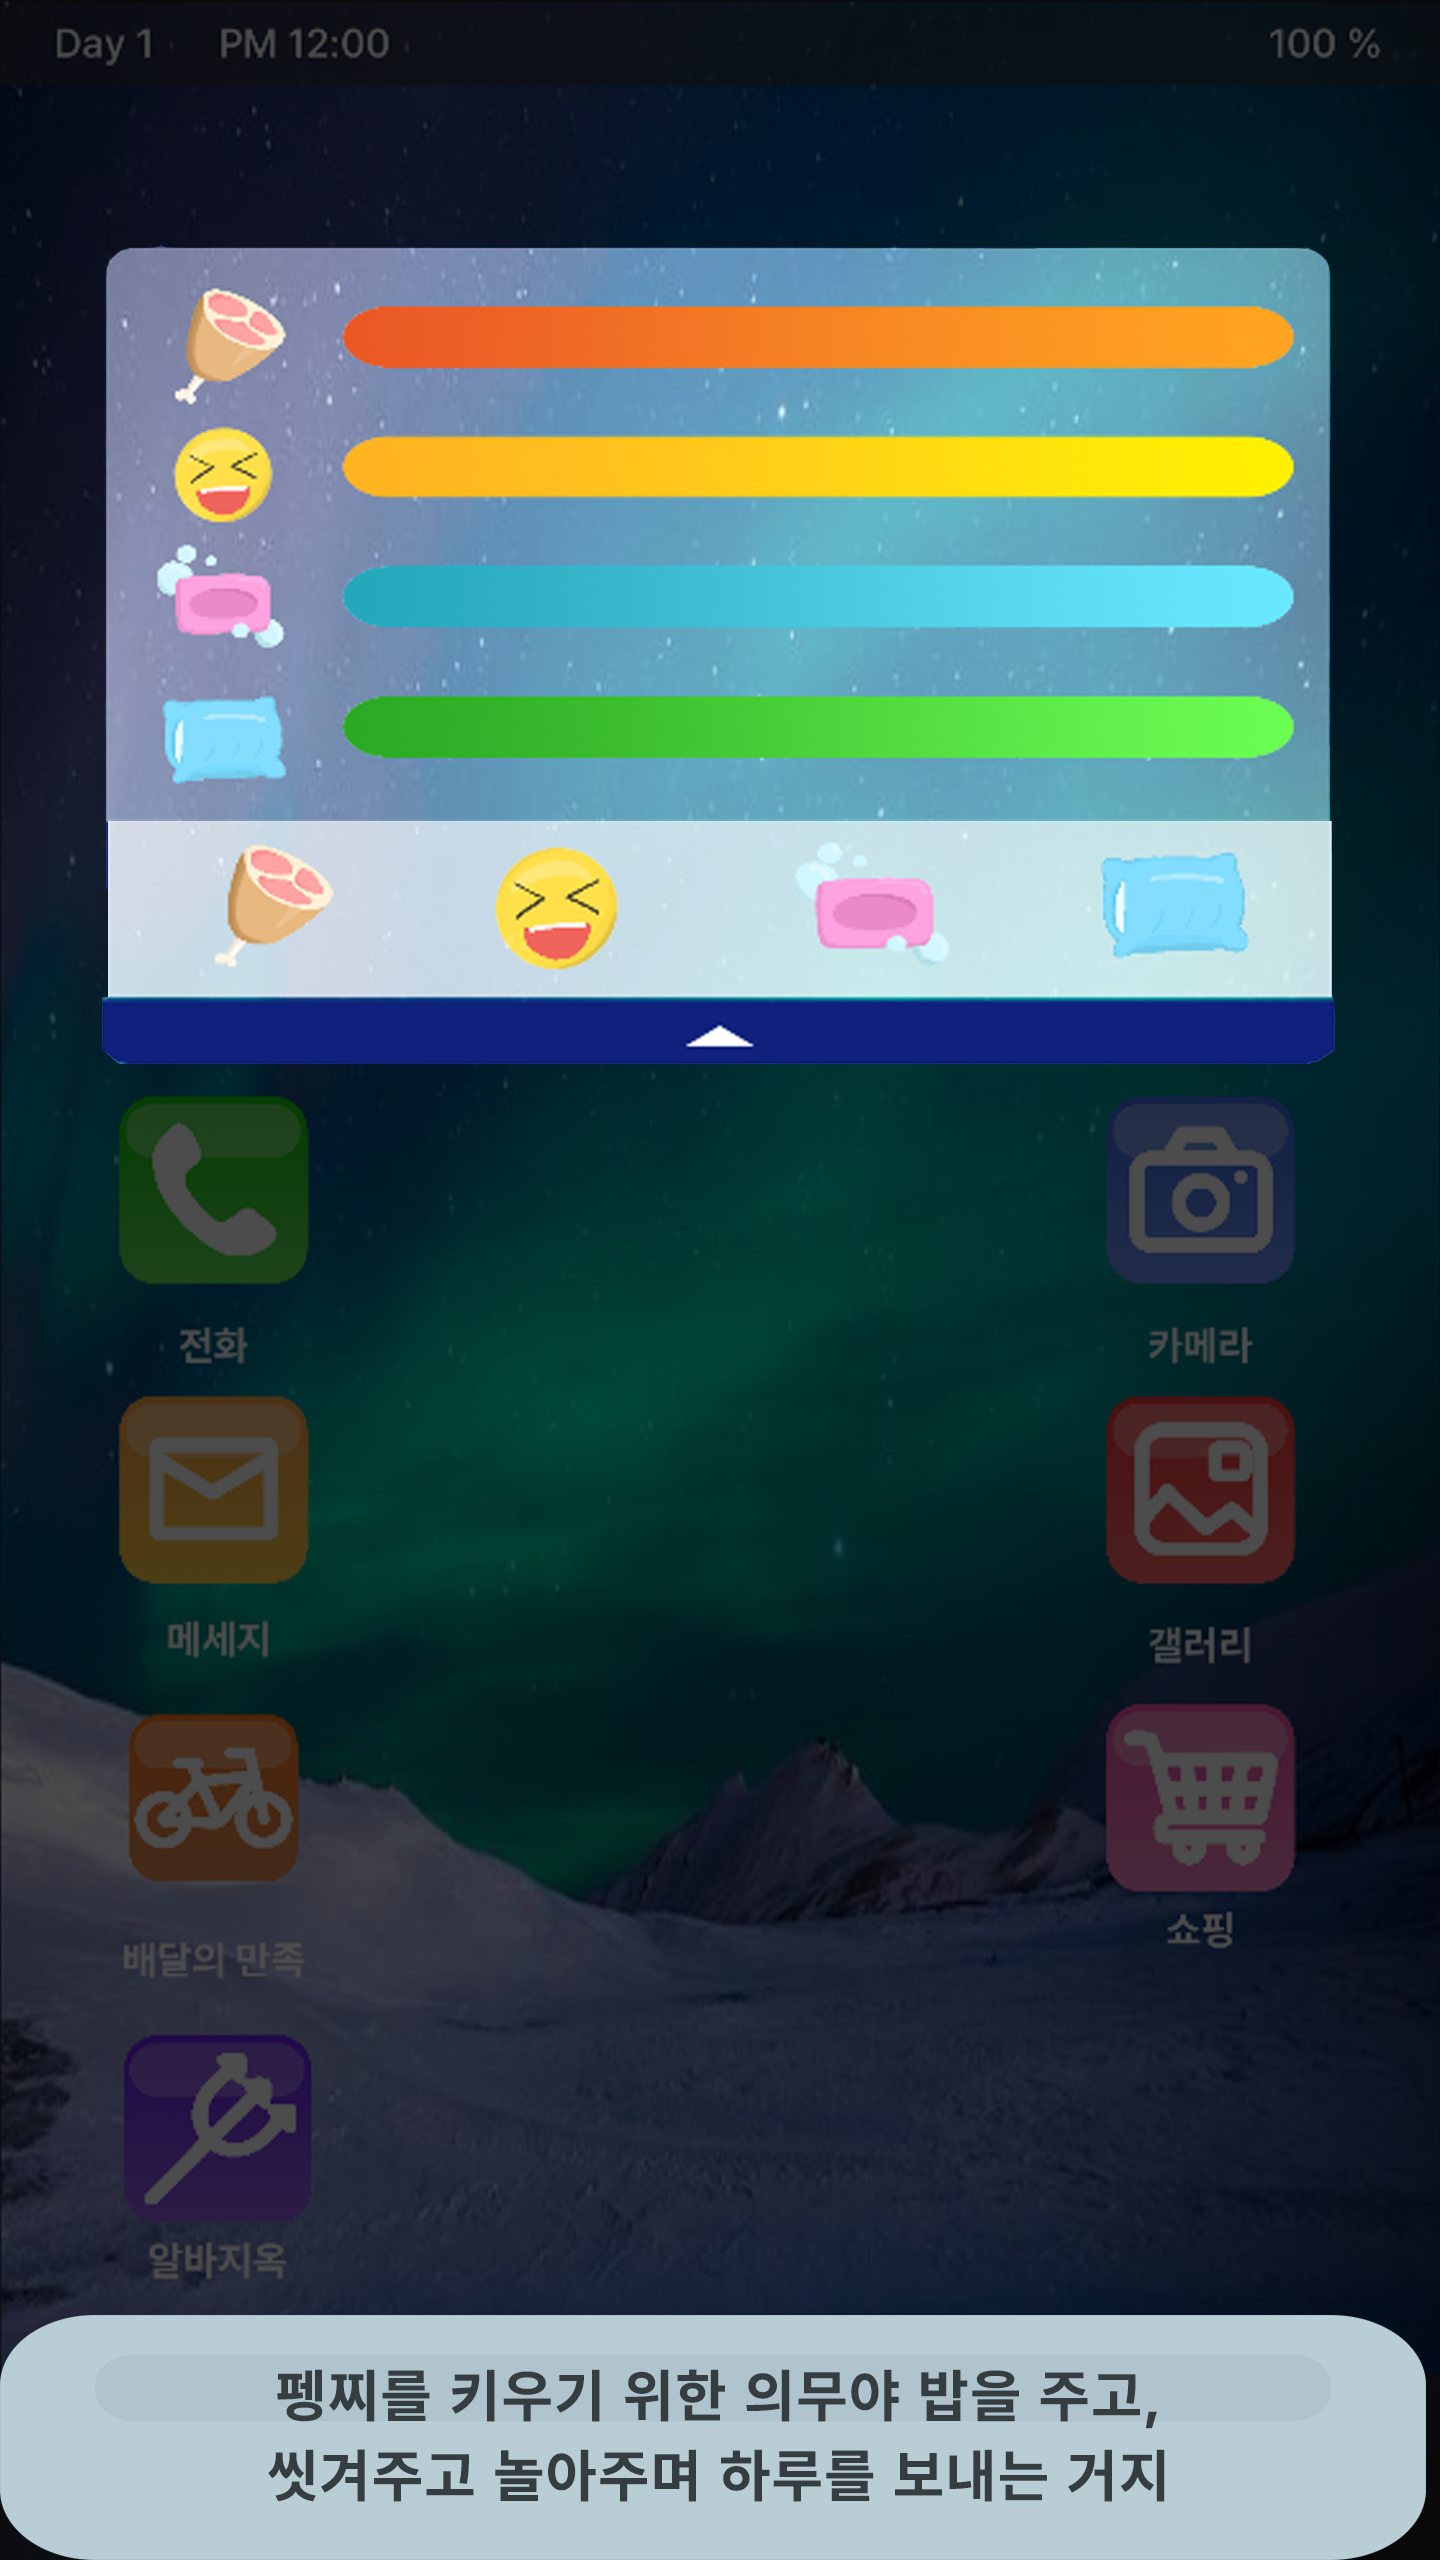 Day 1 PM 12:00 100 %
전화
카메라
메세지
갤러리
배달의 만족
쇼핑
알바지옥
펭찌를 키우기 위한 의무야 밥을 주고,
씻겨주고 놀아주며 하루를 보내는 거지